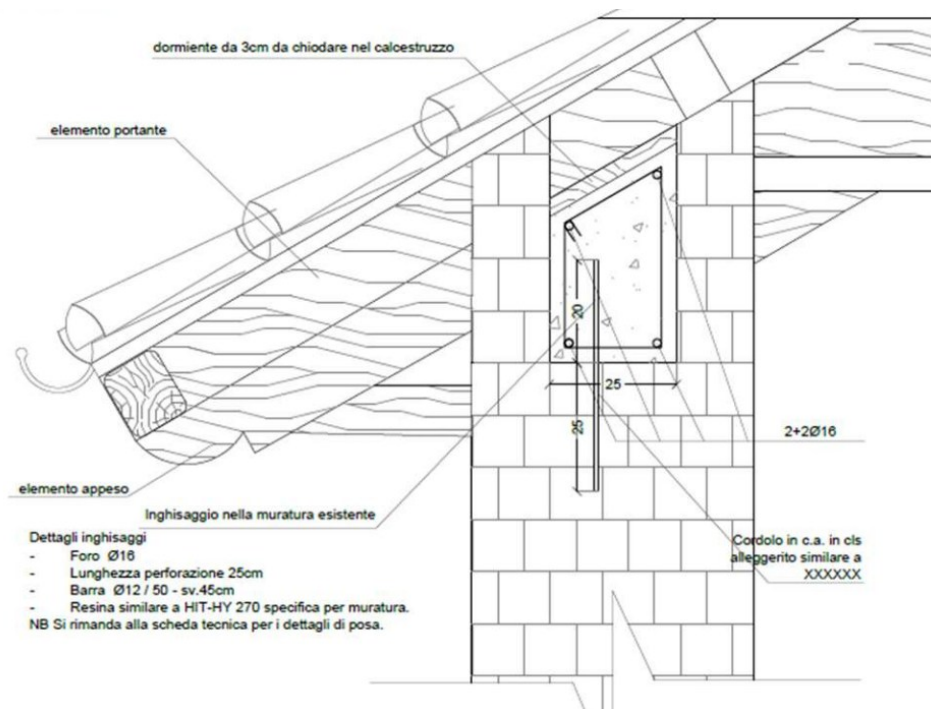 dormiente da 3cm da chiodare nel calcestruzzo
elemento portante
20
25
25
2+2Ø16
elemento appeso
Inghisaggio nella muratura esistente
Dettagli inghisaggi
- Foro Ø16
- Lunghezza perforazione 25cm
- Barra Ø12 / 50 - sv.45cm
- Resina similare a HIT-HY 270 specifica per muratura.
NB Si rimanda alla scheda tecnica per i dettagli di posa.
Cordolo in c.a. in cls
alleggerito similare a
XXXXXX